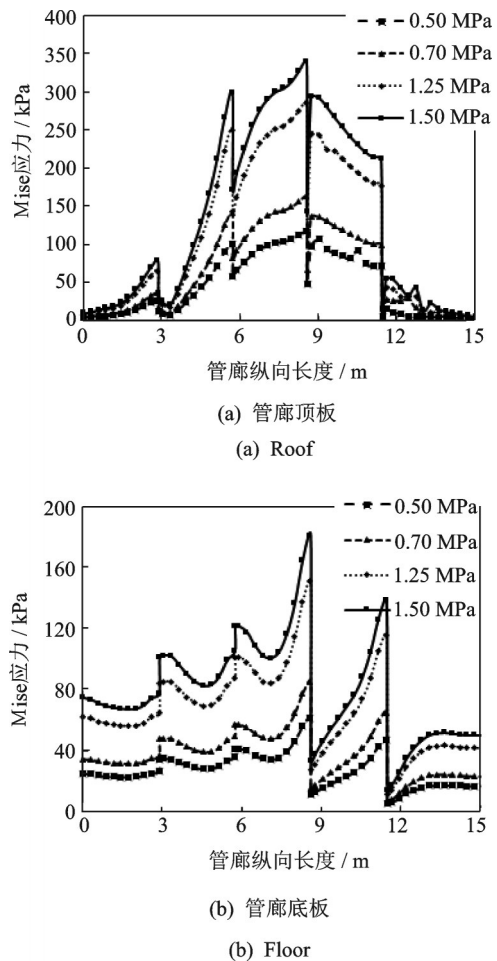 400
350
300
250
200
150
100
50
0
Mise应力 / kPa
0.50 MPa
0.70 MPa
1.25 MPa
1.50 MPa
0 3 6 9 12 15
管廊纵向长度 / m
(a) 管廊顶板
(a) Roof
200
160
120
80
40
0
Mise应力 / kPa
0.50 MPa
0.70 MPa
1.25 MPa
1.50 MPa
0 3 6 9 12 15
管廊纵向长度 / m
(b) 管廊底板
(b) Floor